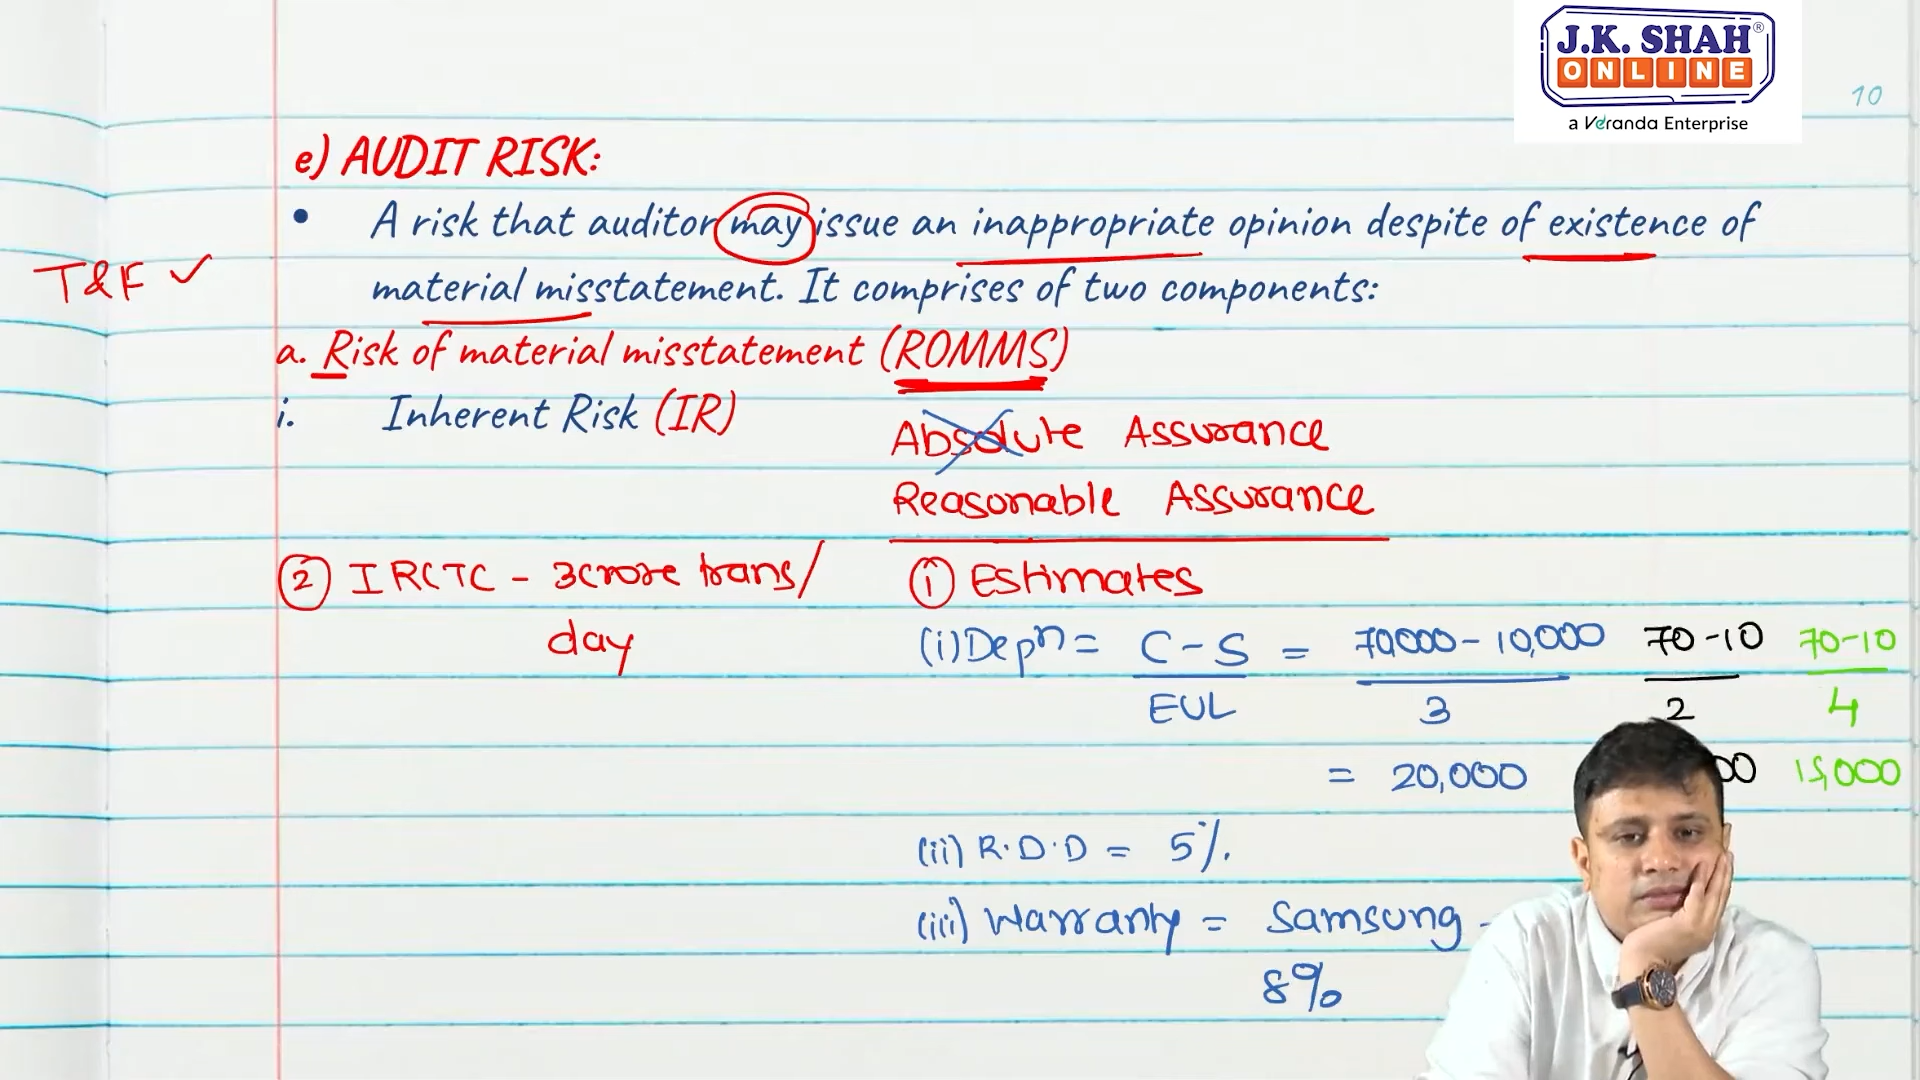 J.K. SHAH®
ONLINE
a Veranda Enterprise
10
e) AUDIT RISK:
• A risk that auditor may issue an inappropriate opinion despite of existence of
T&F ✓
material misstatement. It comprises of two components:
a. Risk of material misstatement (ROMMS)
i. Inherent Risk (IR)
Absolute Assurance
Reasonable Assurance
② IRCTC - 3crore trans/
day
① Estimates
(i) Depⁿ = C - S = 70,000 - 10,000 70 - 10 70 - 10
EUL 3 2 4
= 20,000 15,000
(ii) R.D.D = 5%.
(iii) Warranty = Samsung -
8%